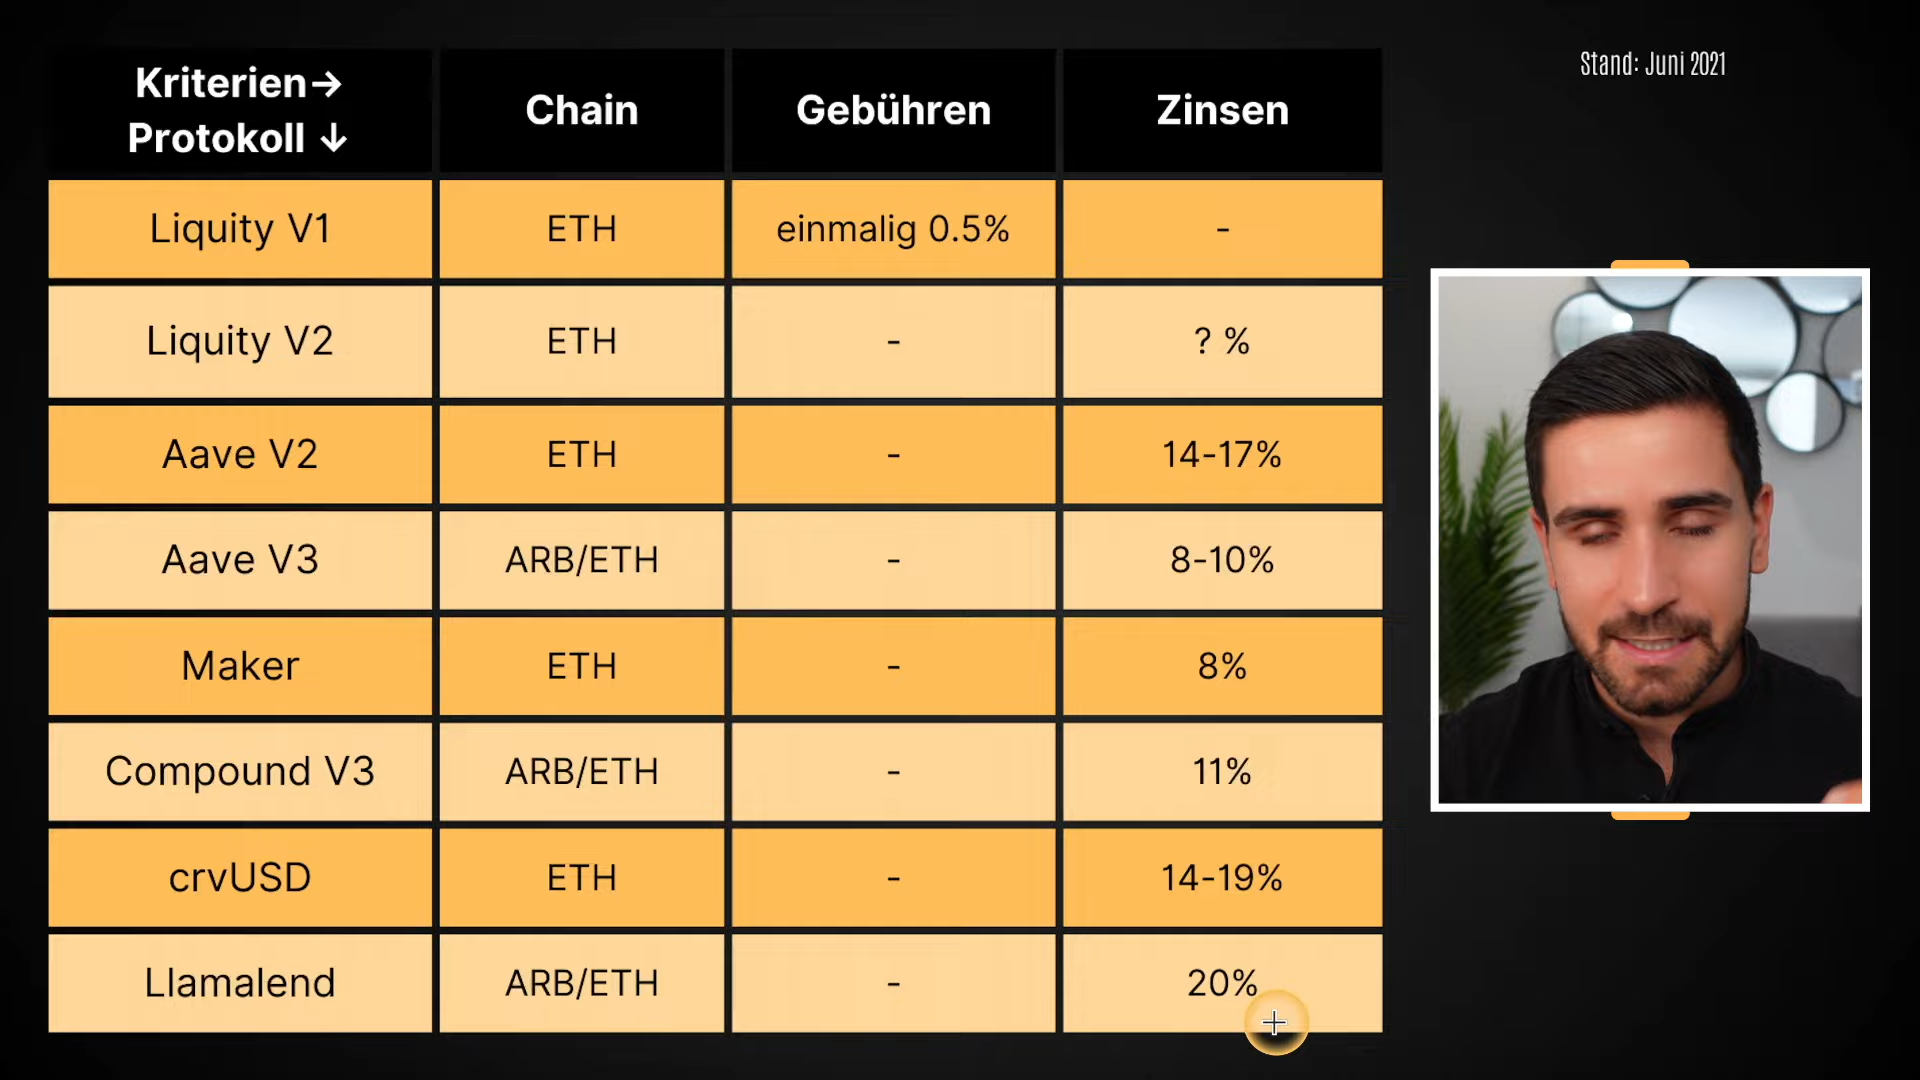 Stand: Juni 2021
Kriterien→ Chain Gebühren Zinsen
Protokoll ↓
Liquity V1 ETH einmalig 0.5% -
Liquity V2 ETH - ? %
Aave V2 ETH - 14-17%
Aave V3 ARB/ETH - 8-10%
Maker ETH - 8%
Compound V3 ARB/ETH - 11%
crvUSD ETH - 14-19%
Llamalend ARB/ETH - 20%